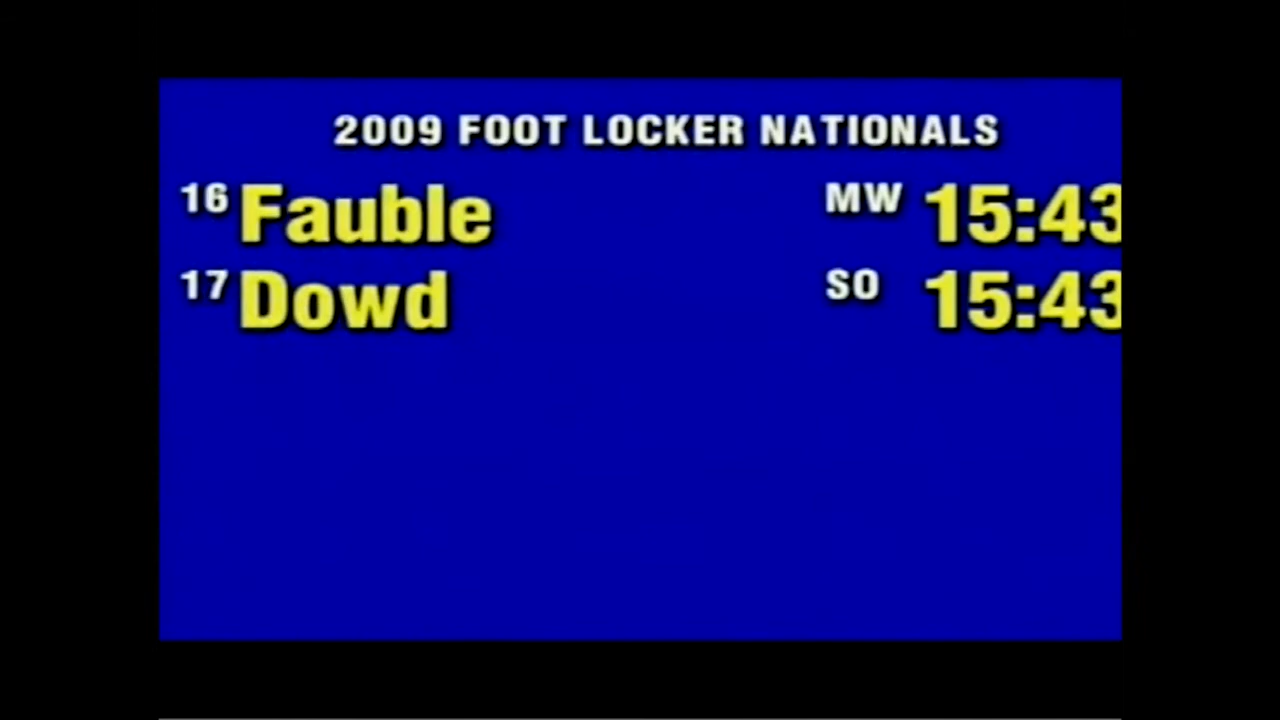 2009 FOOT LOCKER NATIONALS
16 Fauble MW 15:43
17 Dowd SO 15:43